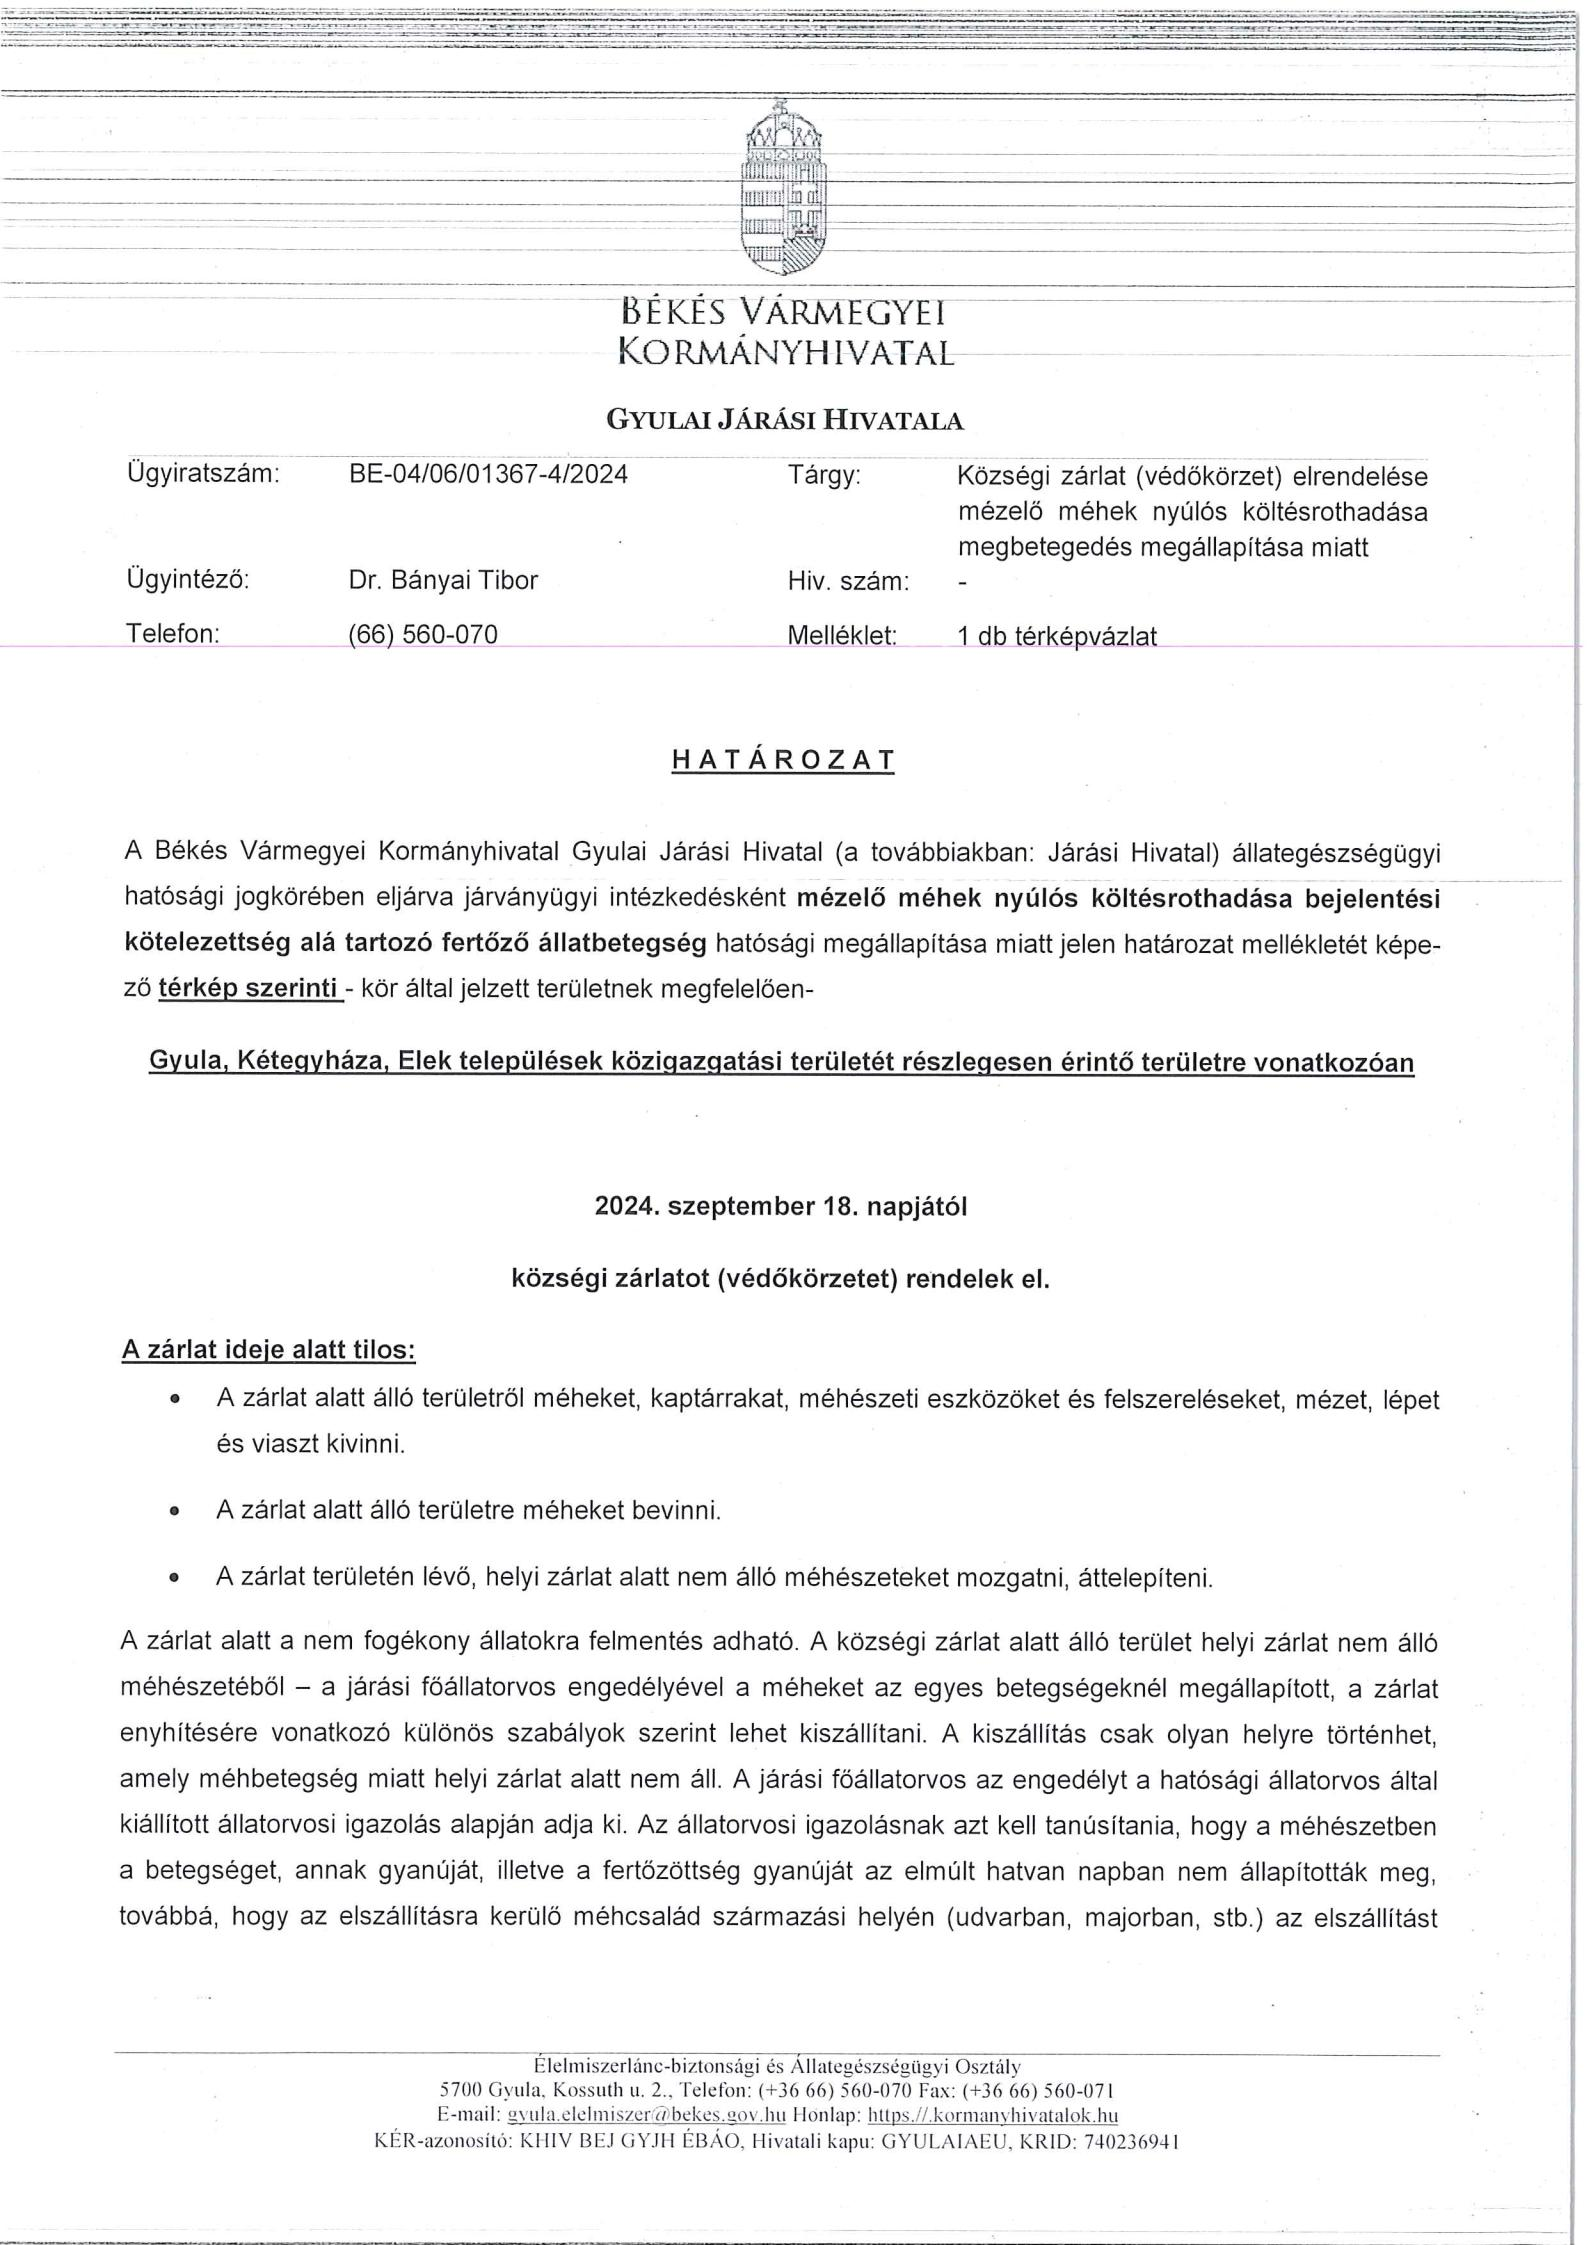 BÉKÉS VÁRMEGYEI
KORMÁNYHIVATAL
GYULAI JÁRÁSI HIVATALA
Ügyiratszám: BE-04/06/01367-4/2024 Tárgy: Községi zárlat (védőkörzet) elrendelése
mézelő méhek nyúlós költésrothadása
megbetegedés megállapítása miatt
Ügyintéző: Dr. Bányai Tibor Hiv. szám: -
Telefon: (66) 560-070 Melléklet: 1 db térképvázlat
HATÁROZAT
A Békés Vármegyei Kormányhivatal Gyulai Járási Hivatal (a továbbiakban: Járási Hivatal) állategészségügyi
hatósági jogkörében eljárva járványügyi intézkedésként mézelő méhek nyúlós költésrothadása bejelentési
kötelezettség alá tartozó fertőző állatbetegség hatósági megállapítása miatt jelen határozat mellékletét képe-
ző térkép szerinti - kör által jelzett területnek megfelelően-
Gyula, Kétegyháza, Elek települések közigazgatási területét részlegesen érintő területre vonatkozóan
2024. szeptember 18. napjától
községi zárlatot (védőkörzetet) rendelek el.
A zárlat ideje alatt tilos:
• A zárlat alatt álló területről méheket, kaptárrakat, méhészeti eszközöket és felszereléseket, mézet, lépet
és viaszt kivinni.
• A zárlat alatt álló területre méheket bevinni.
• A zárlat területén lévő, helyi zárlat alatt nem álló méhészeteket mozgatni, áttelepíteni.
A zárlat alatt a nem fogékony állatokra felmentés adható. A községi zárlat alatt álló terület helyi zárlat nem álló
méhészetéből – a járási főállatorvos engedélyével a méheket az egyes betegségeknél megállapított, a zárlat
enyhítésére vonatkozó különös szabályok szerint lehet kiszállítani. A kiszállítás csak olyan helyre történhet,
amely méhbetegség miatt helyi zárlat alatt nem áll. A járási főállatorvos az engedélyt a hatósági állatorvos által
kiállított állatorvosi igazolás alapján adja ki. Az állatorvosi igazolásnak azt kell tanúsítania, hogy a méhészetben
a betegséget, annak gyanúját, illetve a fertőzöttség gyanúját az elmúlt hatvan napban nem állapították meg,
továbbá, hogy az elszállításra kerülő méhcsalád származási helyén (udvarban, majorban, stb.) az elszállítást
Élelmiszerlánc-biztonsági és Állategészségügyi Osztály
5700 Gyula, Kossuth u. 2., Telefon: (+36 66) 560-070 Fax: (+36 66) 560-071
E-mail: gyula.elelmiszer@bekes.gov.hu Honlap: https.//.kormanyhivatalok.hu
KÉR-azonosító: KHIV BEJ GYJH ÉBÁO, Hivatali kapu: GYULAIAEU, KRID: 740236941